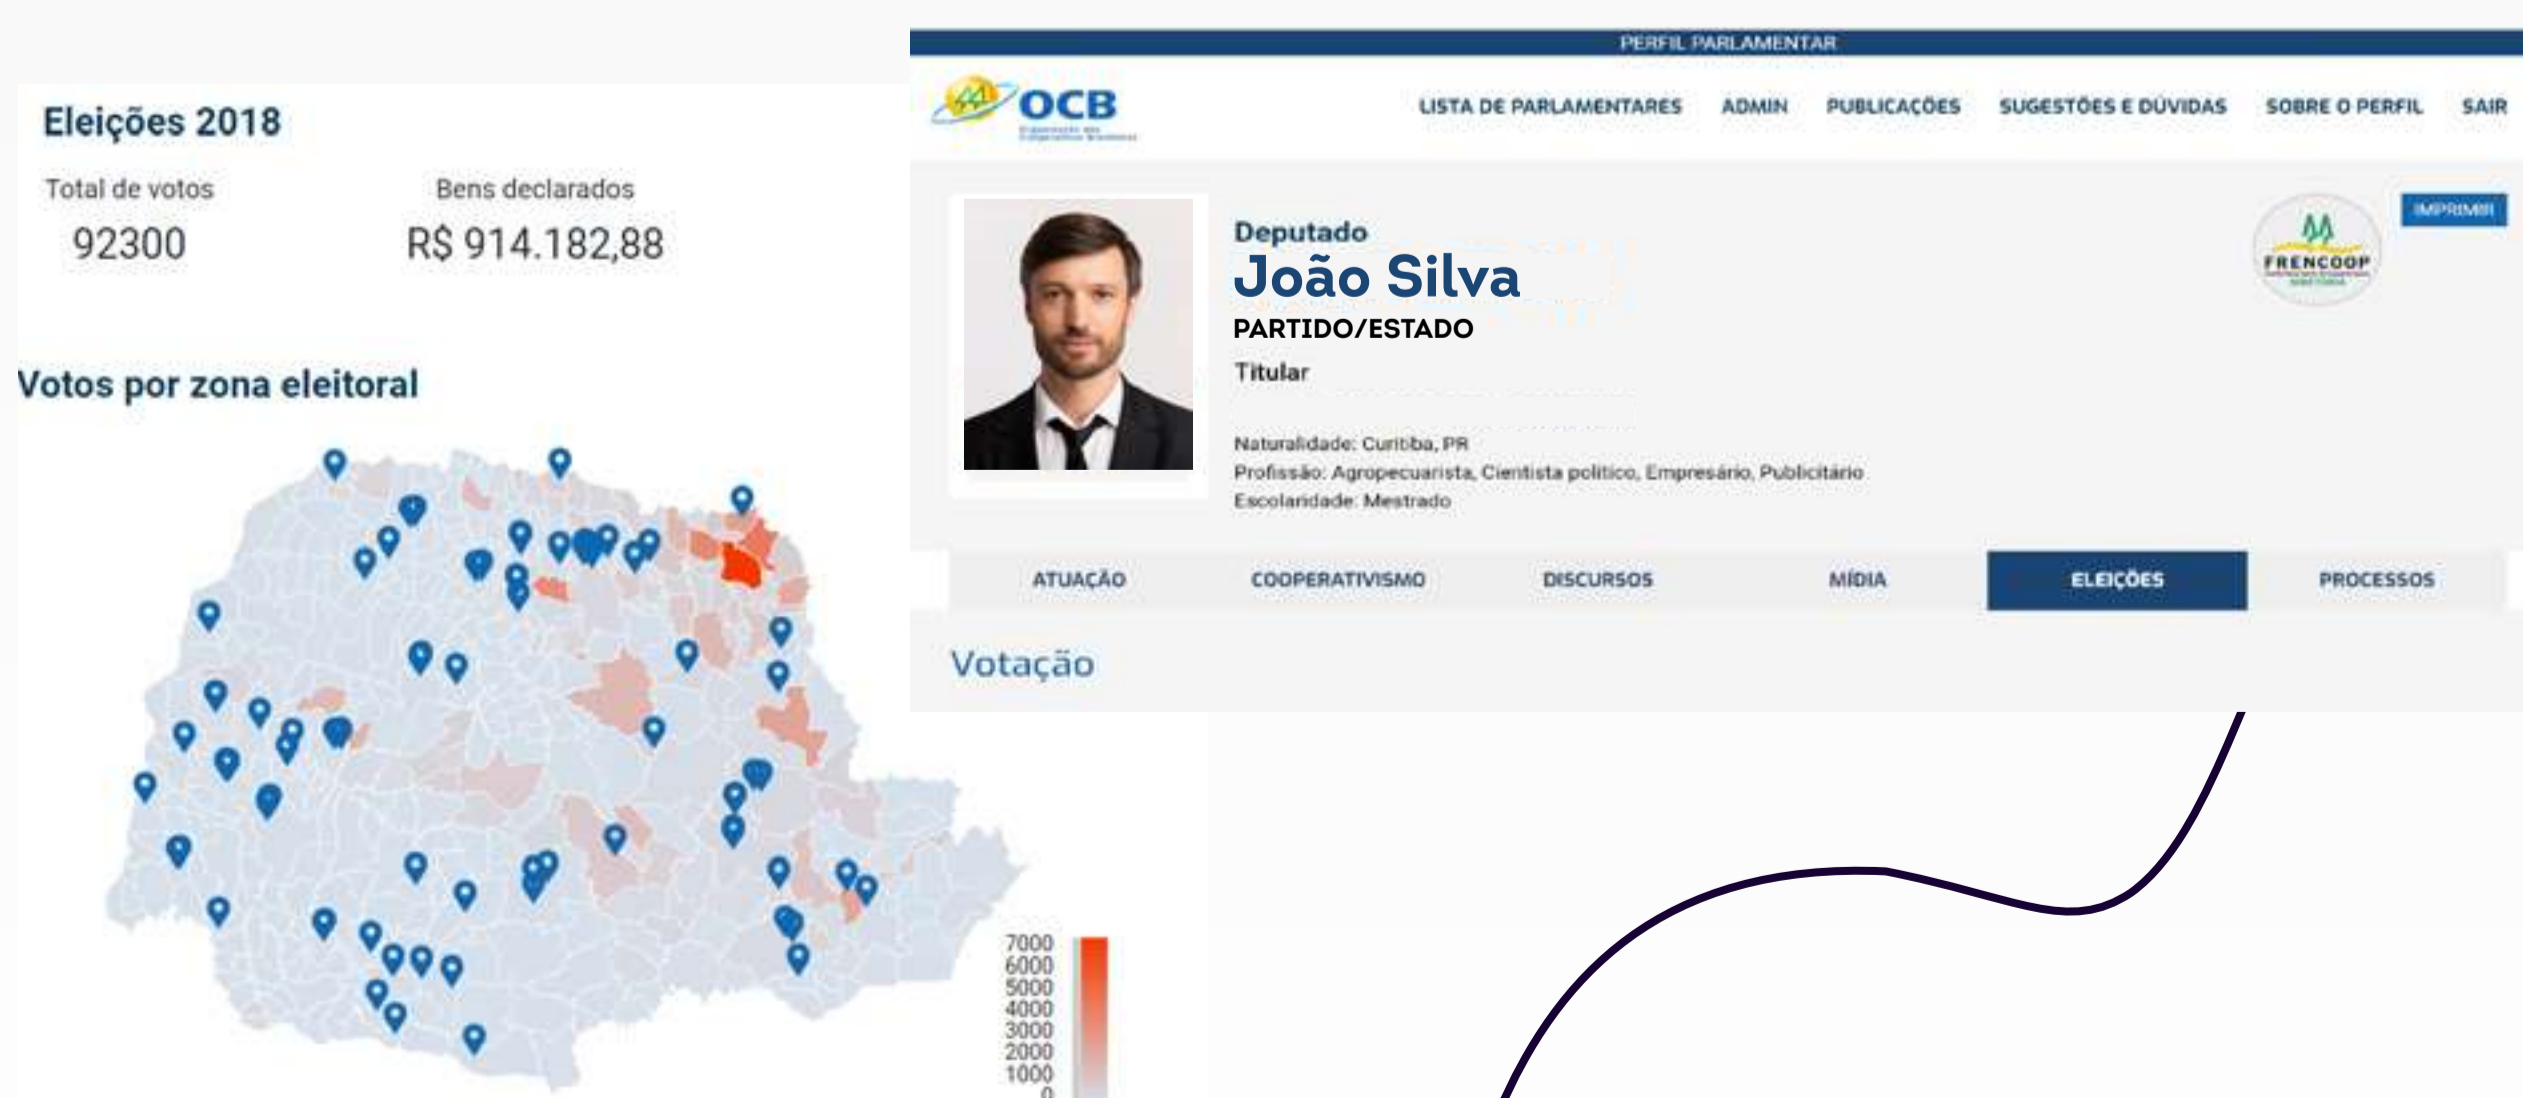 Eleições 2018
Total de votos
Bens declarados
92300
R$ 914.182,88
Votos por zona eleitoral
7000
6000
5000
4000
3000
2000
1000
0
PERFIL PARLAMENTAR
OCB
LISTA DE PARLAMENTARES ADMIN PUBLICAÇÕES SUGESTÕES E DÚVIDAS SOBRE O PERFIL SAIR
IMPRIMIR
FRENCOOP
Deputado
João Silva
PARTIDO/ESTADO
Titular
Naturalidade: Curitiba, PR
Profissão: Agropecuarista, Cientista político, Empresário, Publicitário
Escolaridade: Mestrado
ATUAÇÃO COOPERATIVISMO DISCURSOS MÍDIA ELEIÇÕES PROCESSOS
Votação